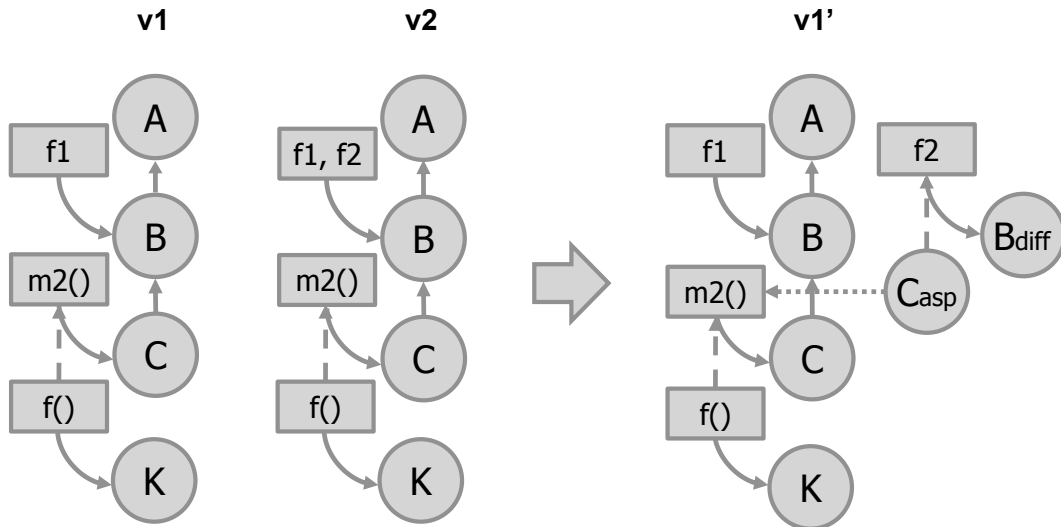 v1
v2
v1’
A
f1
B
m2()
C
f()
K
A
f1, f2
B
m2()
C
f()
K
A
f1
f2
B
Bdiff
m2()
Casp
C
f()
K